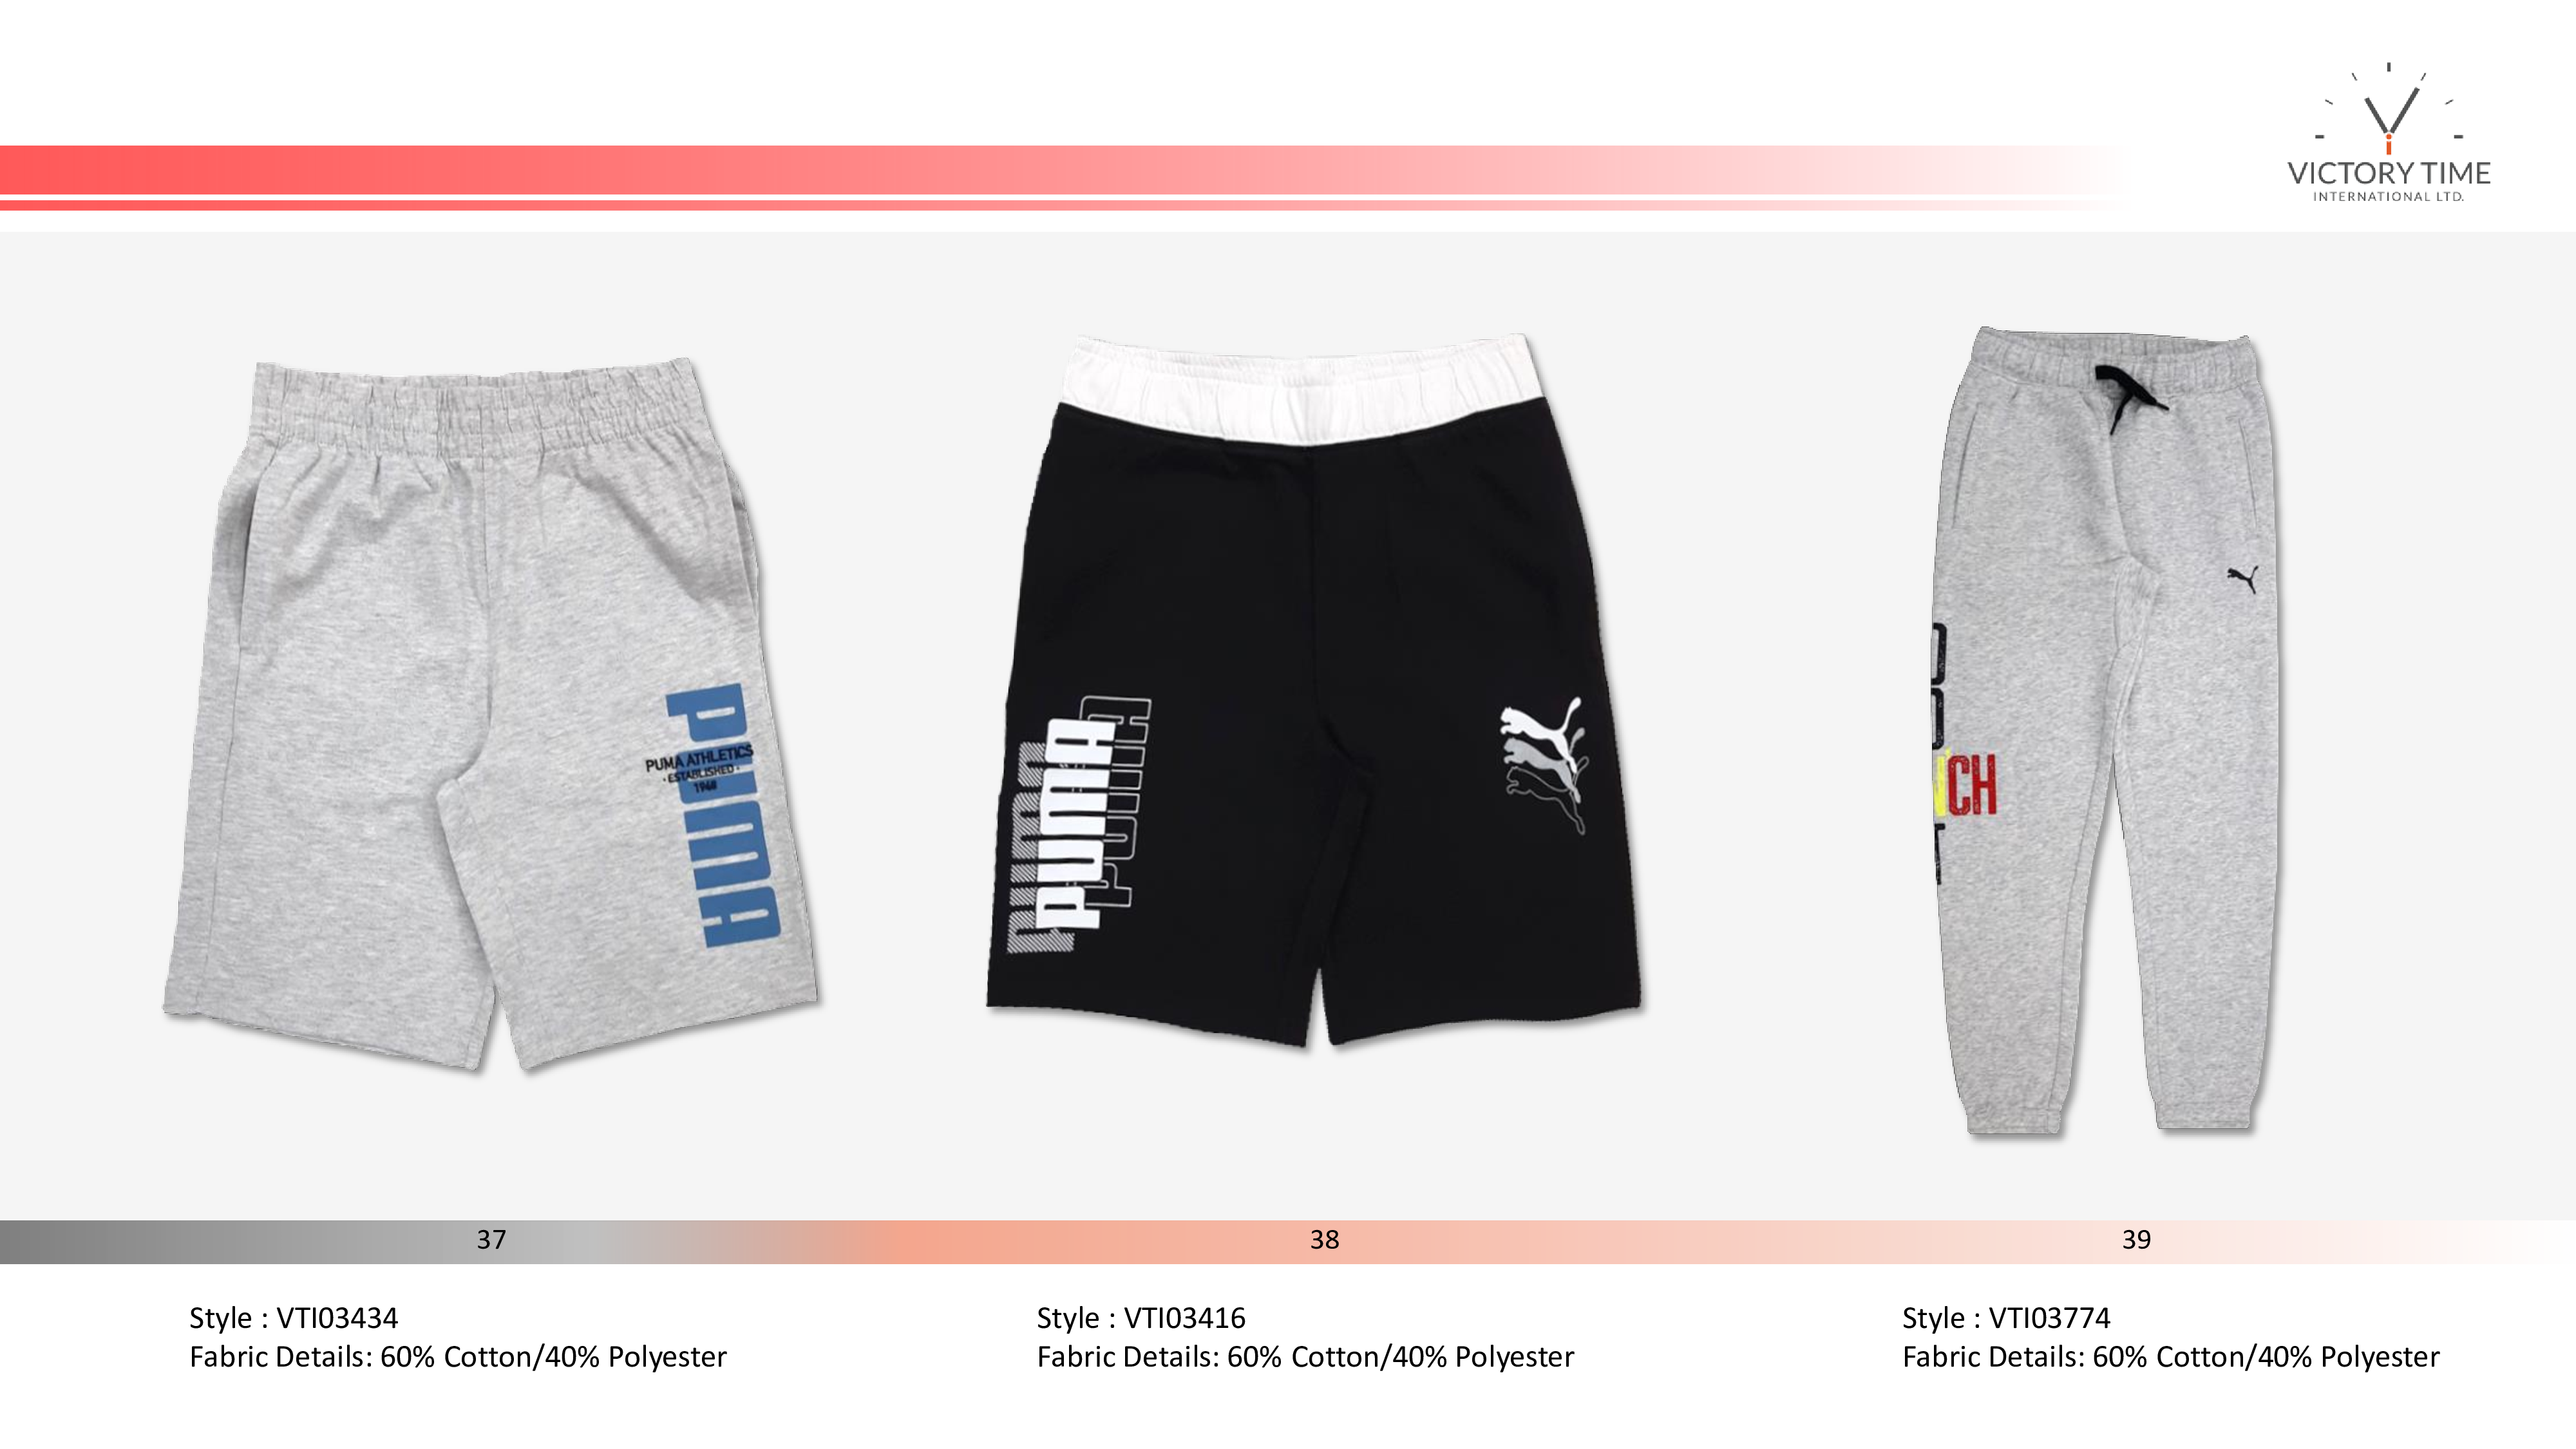 VICTORY TIME
INTERNATIONAL LTD.
PUMA
PUMA ATHLETICS
· ESTABLISHED ·
1968
PUMA
PUMA
PUMA
CH
37
38
39
Style : VTI03434
Fabric Details: 60% Cotton/40% Polyester
Style : VTI03416
Fabric Details: 60% Cotton/40% Polyester
Style : VTI03774
Fabric Details: 60% Cotton/40% Polyester